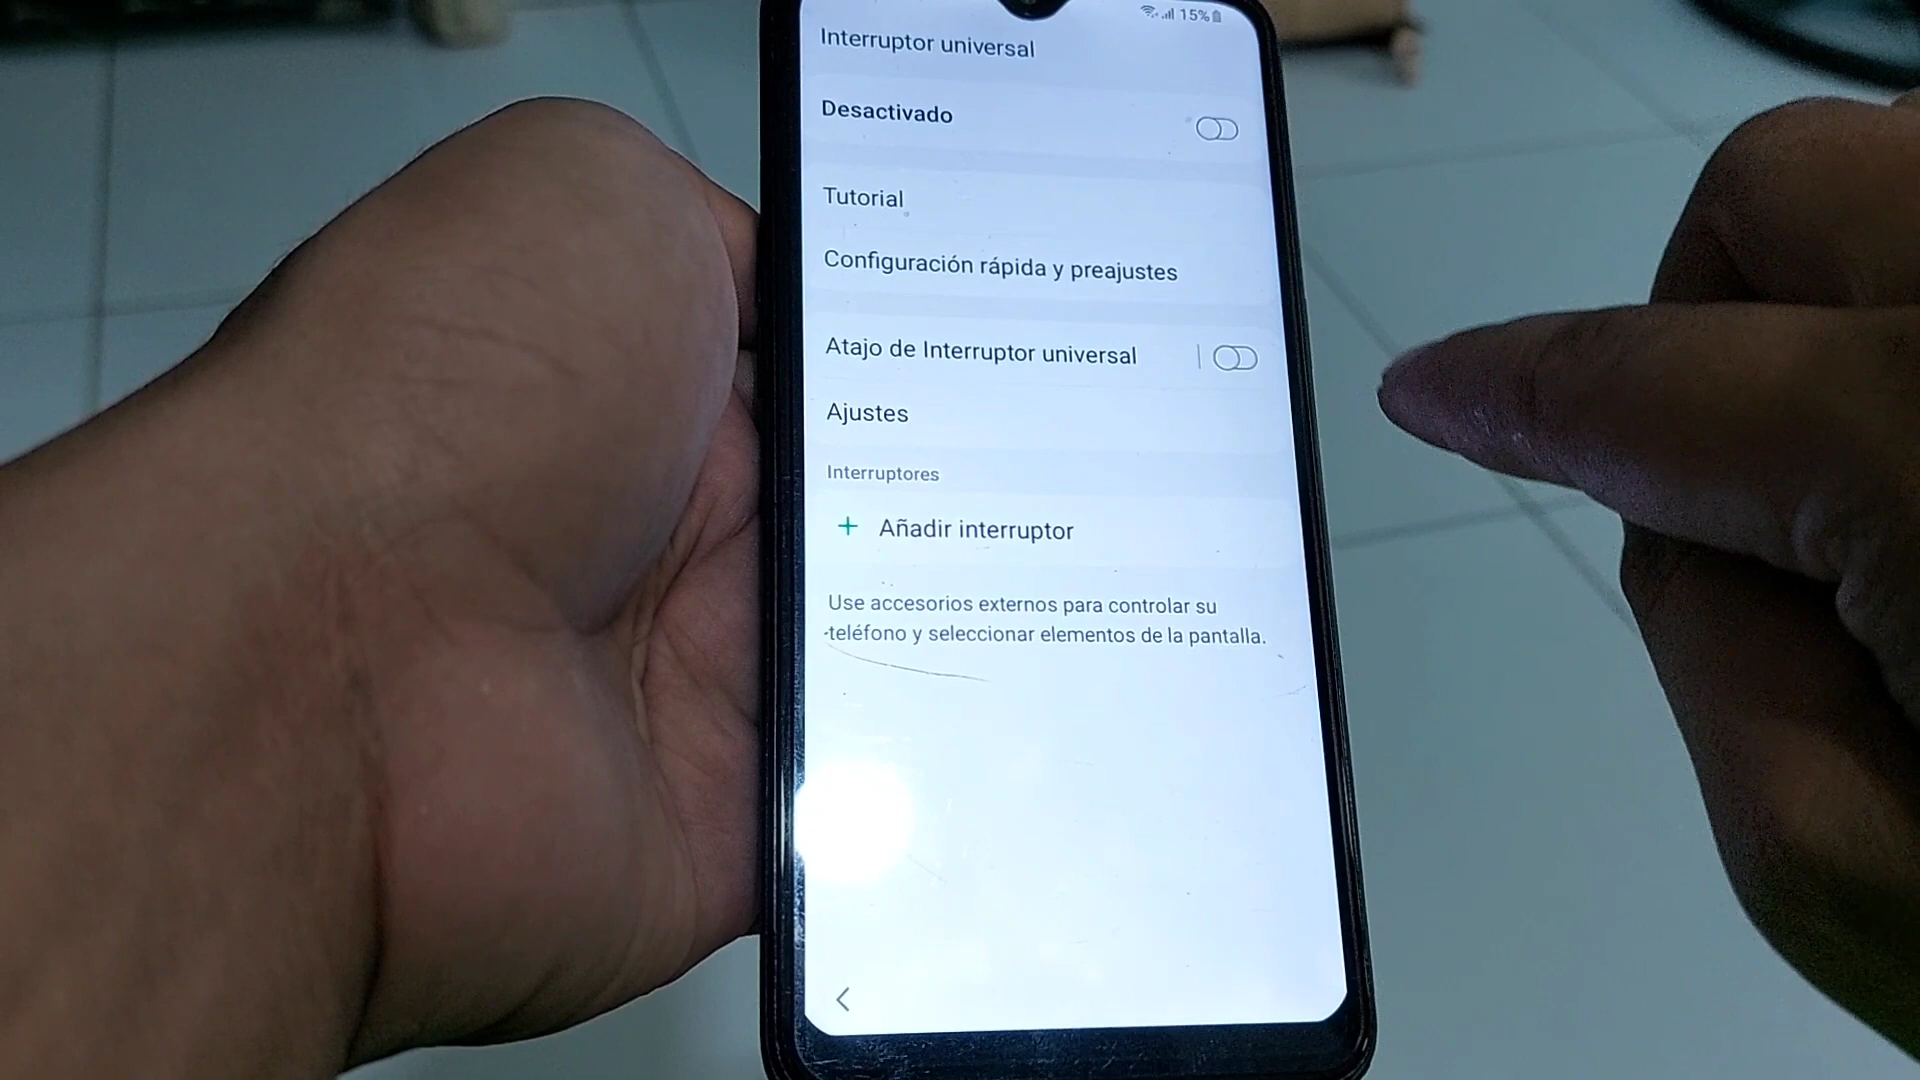 15%
Interruptor universal
Desactivado
Tutorial
Configuración rápida y preajustes
Atajo de Interruptor universal
Ajustes
Interruptores
+ Añadir interruptor
Use accesorios externos para controlar su
teléfono y seleccionar elementos de la pantalla.